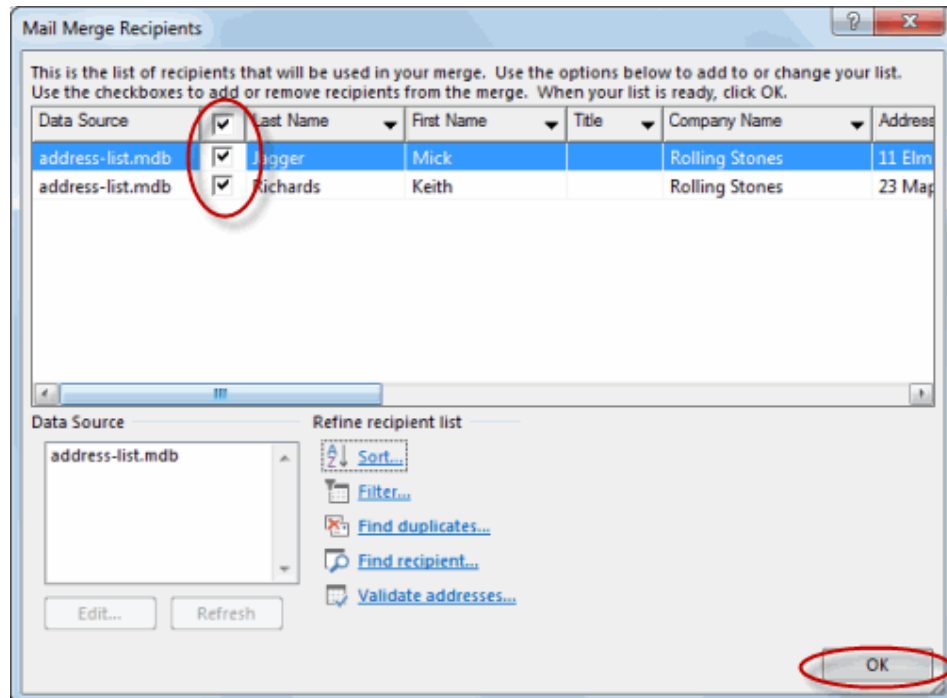 Mail Merge Recipients
This is the list of recipients that will be used in your merge. Use the options below to add to or change your list.
Use the checkboxes to add or remove recipients from the merge. When your list is ready, click OK.
Data Source Last Name First Name Title Company Name Address
address-list.mdb Jagger Mick Rolling Stones 11 Elm
address-list.mdb Richards Keith Rolling Stones 23 Map
Data Source Refine recipient list
address-list.mdb
Sort...
Filter...
Find duplicates...
Find recipient...
Validate addresses...
Edit... Refresh
OK